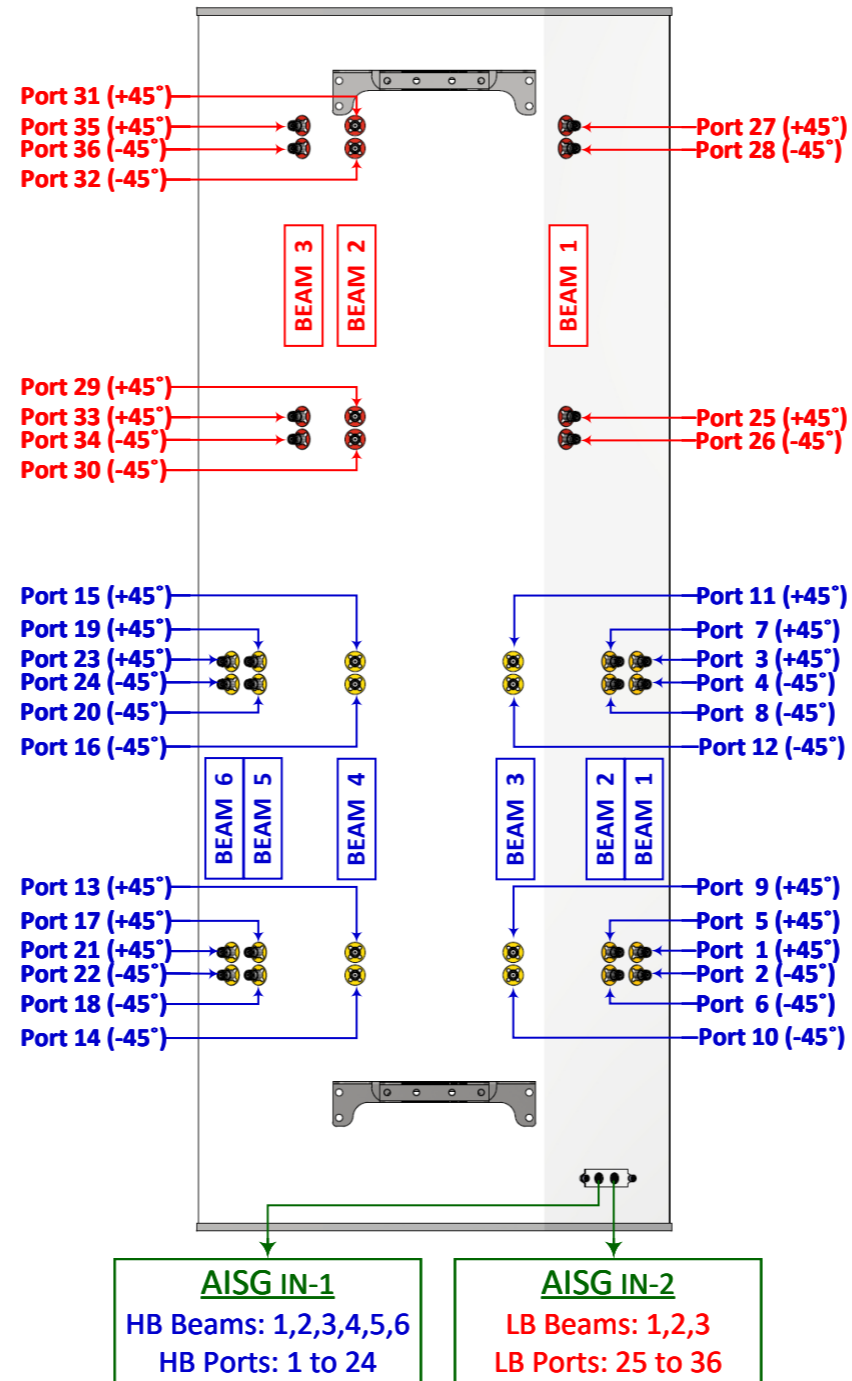 Port 31 (+45°)
Port 35 (+45°)
Port 36 (-45°)
Port 32 (-45°)
Port 27 (+45°)
Port 28 (-45°)
BEAM 3
BEAM 2
BEAM 1
Port 29 (+45°)
Port 33 (+45°)
Port 34 (-45°)
Port 30 (-45°)
Port 25 (+45°)
Port 26 (-45°)
Port 15 (+45°)
Port 19 (+45°)
Port 23 (+45°)
Port 24 (-45°)
Port 20 (-45°)
Port 16 (-45°)
Port 11 (+45°)
Port 7 (+45°)
Port 3 (+45°)
Port 4 (-45°)
Port 8 (-45°)
Port 12 (-45°)
BEAM 6
BEAM 5
BEAM 4
BEAM 3
BEAM 2
BEAM 1
Port 13 (+45°)
Port 17 (+45°)
Port 21 (+45°)
Port 22 (-45°)
Port 18 (-45°)
Port 14 (-45°)
Port 9 (+45°)
Port 5 (+45°)
Port 1 (+45°)
Port 2 (-45°)
Port 6 (-45°)
Port 10 (-45°)
AISG IN-1
HB Beams: 1,2,3,4,5,6
HB Ports: 1 to 24
AISG IN-2
LB Beams: 1,2,3
LB Ports: 25 to 36